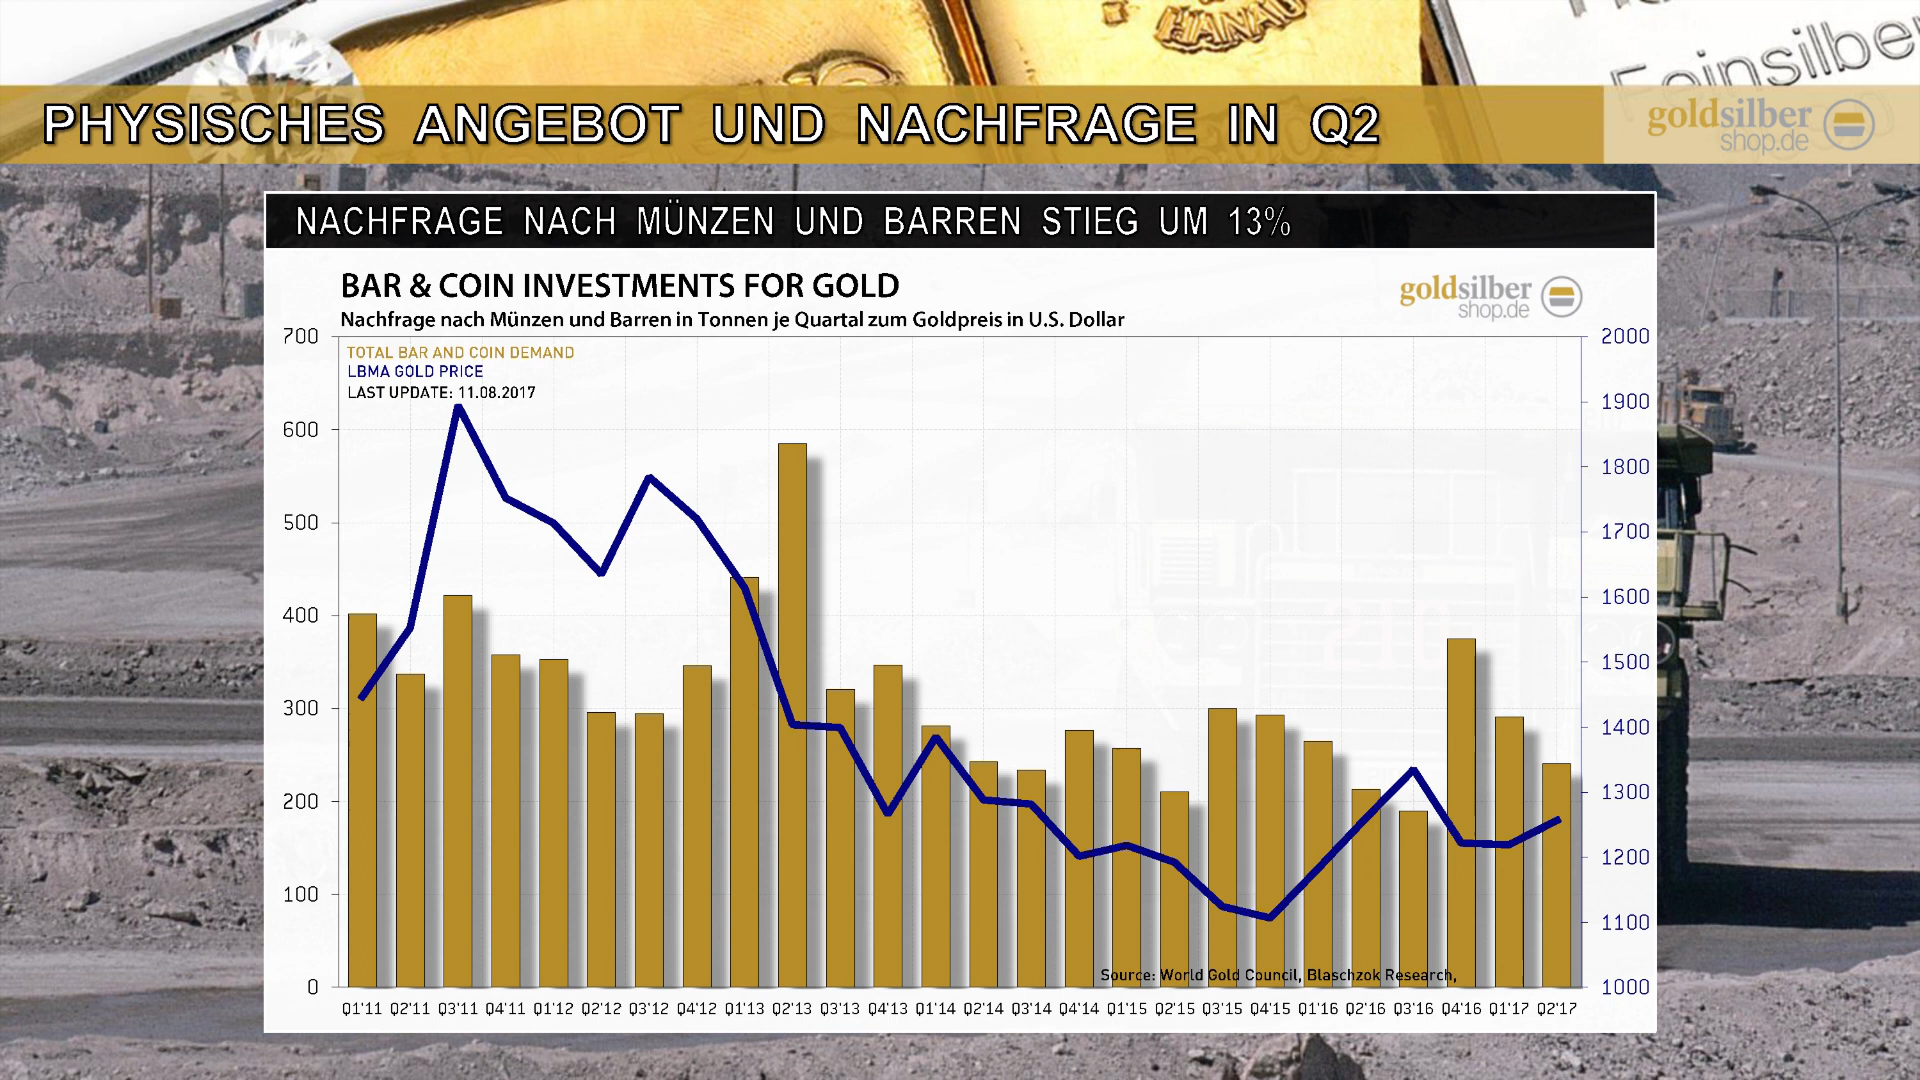 HANAU
Feinsilber
PHYSISCHES ANGEBOT UND NACHFRAGE IN Q2
goldsilber
shop.de
NACHFRAGE NACH MÜNZEN UND BARREN STIEG UM 13%
BAR & COIN INVESTMENTS FOR GOLD
goldsilber
shop.de
Nachfrage nach Münzen und Barren in Tonnen je Quartal zum Goldpreis in U.S. Dollar
TOTAL BAR AND COIN DEMAND
LBMA GOLD PRICE
LAST UPDATE: 11.08.2017
700
600
500
400
300
200
100
0
2000
1900
1800
1700
1600
1500
1400
1300
1200
1100
1000
Source: World Gold Council, Blaschzok Research,
Q1'11 Q2'11 Q3'11 Q4'11 Q1'12 Q2'12 Q3'12 Q4'12 Q1'13 Q2'13 Q3'13 Q4'13 Q1'14 Q2'14 Q3'14 Q4'14 Q1'15 Q2'15 Q3'15 Q4'15 Q1'16 Q2'16 Q3'16 Q4'16 Q1'17 Q2'17